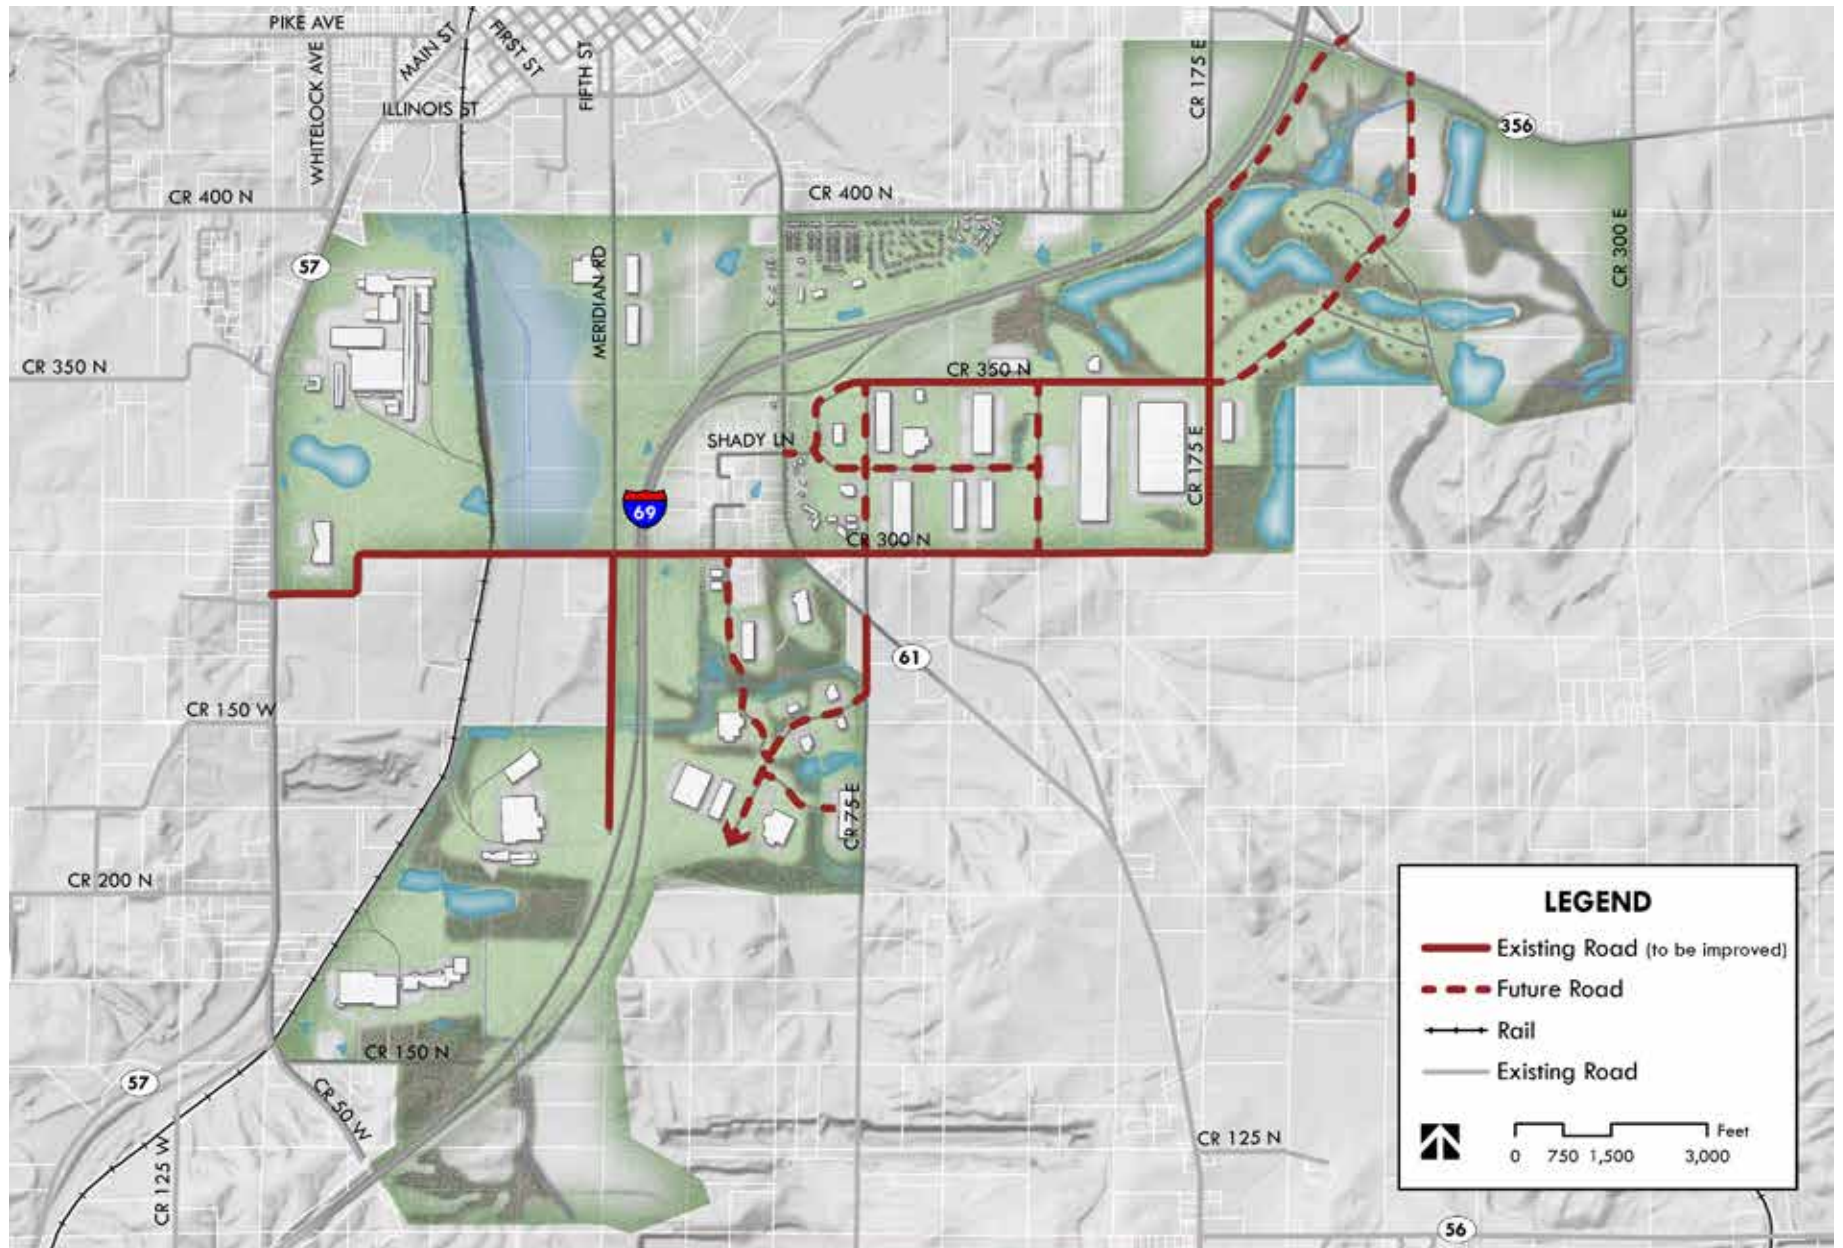 PIKE AVE
MAIN ST
FIRST ST
FIFTH ST
WHITELOCK AVE
ILLINOIS ST
CR 175 E
356
CR 400 N
CR 400 N
57
MERIDIAN RD
CR 300 E
CR 350 N
CR 350 N
SHADY LN
CR 175 E
69
CR 300 N
61
CR 150 W
CR 75 E
CR 200 N
CR 150 N
57
CR 50 W
CR 125 W
CR 125 N
56
LEGEND
Existing Road (to be improved)
Future Road
Rail
Existing Road
Feet
0 750 1,500 3,000